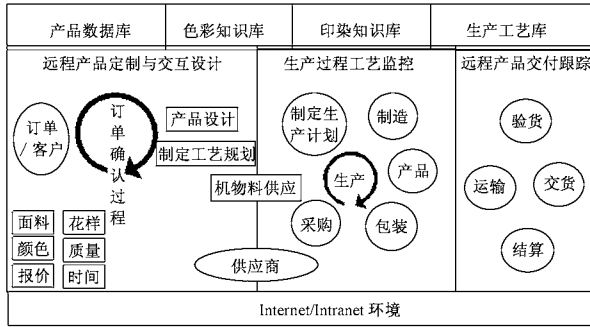 产品数据库
色彩知识库
印染知识库
生产工艺库
远程产品定制与交互设计
生产过程工艺监控
远程产品交付跟踪
订单
/ 客户
订单确认过程
产品设计
制定工艺规划
机物料供应
面料
花样
颜色
质量
报价
时间
供应商
制定生
产计划
制造
产品
生产
采购
包装
验货
运输
交货
结算
Internet/Intranet 环境